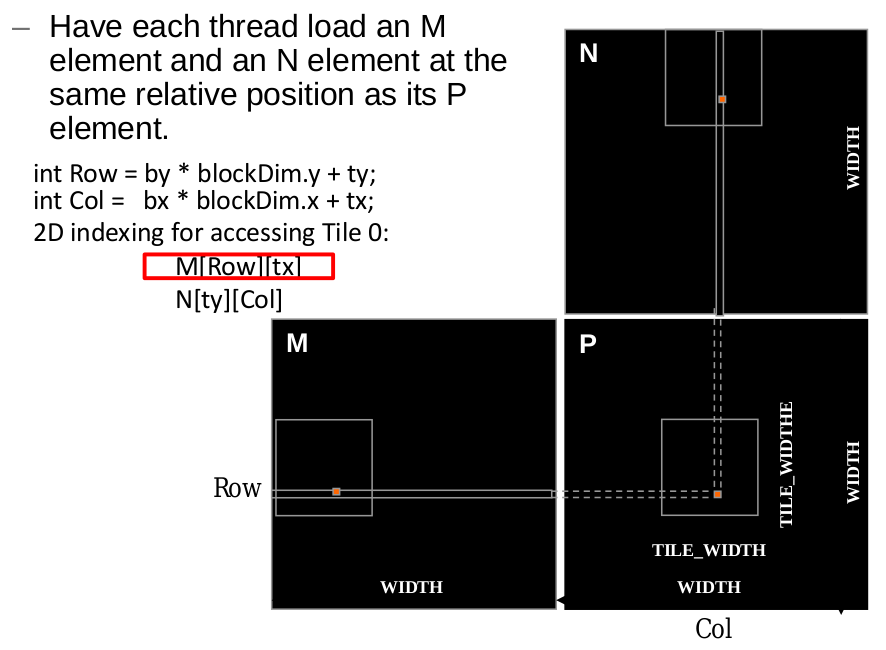 – Have each thread load an M
element and an N element at the
same relative position as its P
element.
int Row = by * blockDim.y + ty;
int Col = bx * blockDim.x + tx;
2D indexing for accessing Tile 0:
M[Row][tx]
N[ty][Col]
N
WIDTH
M
P
TILE_WIDTHE
WIDTH
Row
TILE_WIDTH
WIDTH
WIDTH
Col